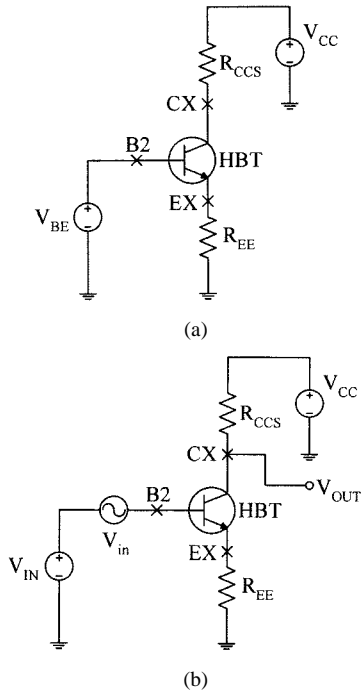 V_CC
R_CCS
CX
B2
HBT
V_BE
EX
R_EE
(a)
V_CC
R_CCS
CX
V_OUT
B2
HBT
V_in
V_IN
EX
R_EE
(b)